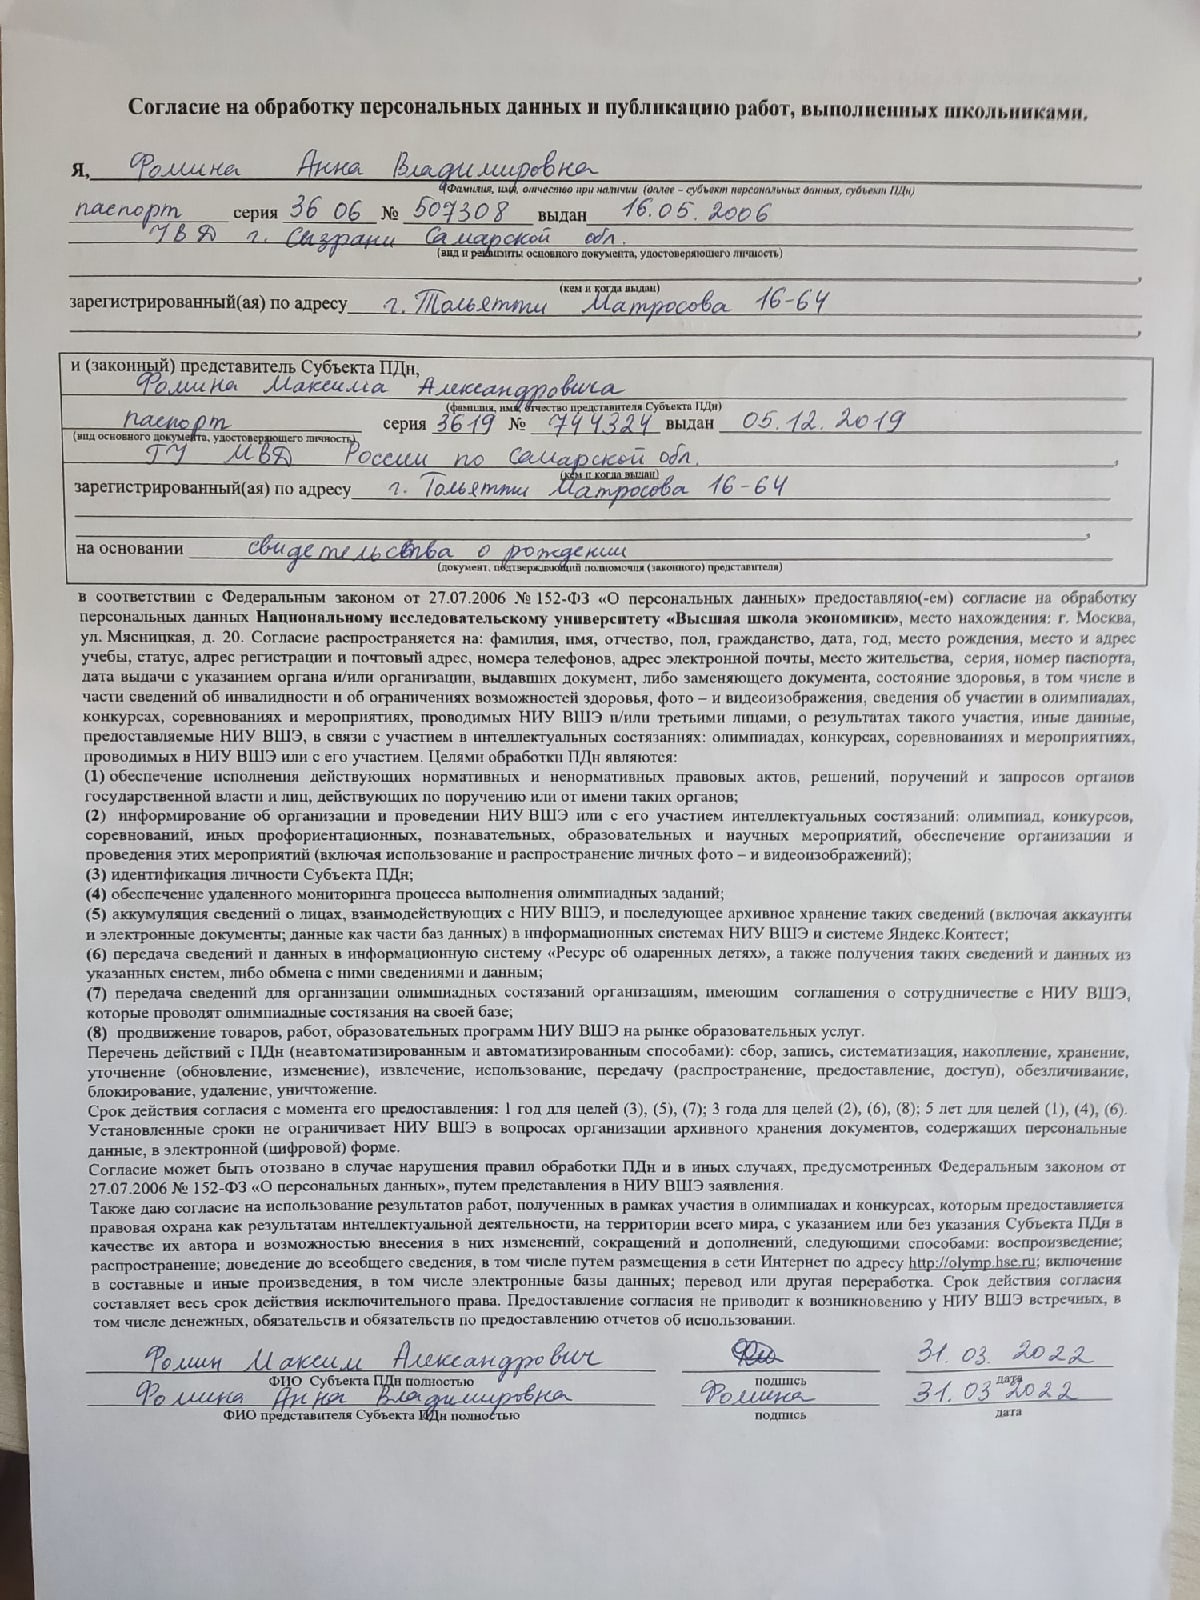 Согласие на обработку персональных данных и публикацию работ, выполненных школьниками.
Я, Фомина Анна Владимировна
(Фамилия, имя, отчество при наличии (далее – субъект персональных данных, субъект ПДн)
паспорт серия 36 06 № 507308 выдан 16.05.2006
УВД г. Сызрани Самарской обл.
(вид и реквизиты основного документа, удостоверяющего личность)
(кем и когда выдан)
зарегистрированный(ая) по адресу г. Тольятти Матросова 16-64
и (законный) представитель Субъекта ПДн,
Фомина Максима Александровича
(фамилия, имя, отчество представителя Субъекта ПДн)
паспорт серия 3619 № 744324 выдан 05.12.2019
(вид основного документа, удостоверяющего личность)
ГУ МВД России по Самарской обл.
(кем и когда выдан)
зарегистрированный(ая) по адресу г. Тольятти Матросова 16-64
на основании свидетельства о рождении
(документ, подтверждающий полномочия (законного) представителя)
в соответствии с Федеральным законом от 27.07.2006 № 152-ФЗ «О персональных данных» предоставляю(-ем) согласие на обработку
персональных данных Национальному исследовательскому университету «Высшая школа экономики», место нахождения: г. Москва,
ул. Мясницкая, д. 20. Согласие распространяется на: фамилия, имя, отчество, пол, гражданство, дата, год, место рождения, место и адрес
учебы, статус, адрес регистрации и почтовый адрес, номера телефонов, адрес электронной почты, место жительства, серия, номер паспорта,
дата выдачи с указанием органа и/или организации, выдавших документ, либо заменяющего документа, состояние здоровья, в том числе в
части сведений об инвалидности и об ограничениях возможностей здоровья, фото – и видеоизображения, сведения об участии в олимпиадах,
конкурсах, соревнованиях и мероприятиях, проводимых НИУ ВШЭ и/или третьими лицами, о результатах такого участия, иные данные,
предоставляемые НИУ ВШЭ, в связи с участием в интеллектуальных состязаниях: олимпиадах, конкурсах, соревнованиях и мероприятиях,
проводимых в НИУ ВШЭ или с его участием. Целями обработки ПДн являются:
(1) обеспечение исполнения действующих нормативных и ненормативных правовых актов, решений, поручений и запросов органов
государственной власти и лиц, действующих по поручению или от имени таких органов;
(2) информирование об организации и проведении НИУ ВШЭ или с его участием интеллектуальных состязаний: олимпиад, конкурсов,
соревнований, иных профориентационных, познавательных, образовательных и научных мероприятий, обеспечение организации и
проведения этих мероприятий (включая использование и распространение личных фото – и видеоизображений);
(3) идентификация личности Субъекта ПДн;
(4) обеспечение удаленного мониторинга процесса выполнения олимпиадных заданий;
(5) аккумуляция сведений о лицах, взаимодействующих с НИУ ВШЭ, и последующее архивное хранение таких сведений (включая аккаунты
и электронные документы; данные как части баз данных) в информационных системах НИУ ВШЭ и системе Яндекс.Контест;
(6) передача сведений и данных в информационную систему «Ресурс об одаренных детях», а также получения таких сведений и данных из
указанных систем, либо обмена с ними сведениями и данным;
(7) передача сведений для организации олимпиадных состязаний организациям, имеющим соглашения о сотрудничестве с НИУ ВШЭ,
которые проводят олимпиадные состязания на своей базе;
(8) продвижение товаров, работ, образовательных программ НИУ ВШЭ на рынке образовательных услуг.
Перечень действий с ПДн (неавтоматизированным и автоматизированным способами): сбор, запись, систематизация, накопление, хранение,
уточнение (обновление, изменение), извлечение, использование, передачу (распространение, предоставление, доступ), обезличивание,
блокирование, удаление, уничтожение.
Срок действия согласия с момента его предоставления: 1 год для целей (3), (5), (7); 3 года для целей (2), (6), (8); 5 лет для целей (1), (4), (6).
Установленные сроки не ограничивает НИУ ВШЭ в вопросах организации архивного хранения документов, содержащих персональные
данные, в электронной (цифровой) форме.
Согласие может быть отозвано в случае нарушения правил обработки ПДн и в иных случаях, предусмотренных Федеральным законом от
27.07.2006 № 152-ФЗ «О персональных данных», путем представления в НИУ ВШЭ заявления.
Также даю согласие на использование результатов работ, полученных в рамках участия в олимпиадах и конкурсах, которым предоставляется
правовая охрана как результатам интеллектуальной деятельности, на территории всего мира, с указанием или без указания Субъекта ПДн в
качестве их автора и возможностью внесения в них изменений, сокращений и дополнений, следующими способами: воспроизведение;
распространение; доведение до всеобщего сведения, в том числе путем размещения в сети Интернет по адресу http://olymp.hse.ru; включение
в составные и иные произведения, в том числе электронные базы данных; перевод или другая переработка. Срок действия согласия
составляет весь срок действия исключительного права. Предоставление согласия не приводит к возникновению у НИУ ВШЭ встречных, в
том числе денежных, обязательств и обязательств по предоставлению отчетов об использовании.
Фомин Максим Александрович 31.03.2022
ФИО Субъекта ПДн полностью подпись дата
Фомина Анна Владимировна Фомина 31.03 2022
ФИО представителя Субъекта ПДн полностью подпись дата